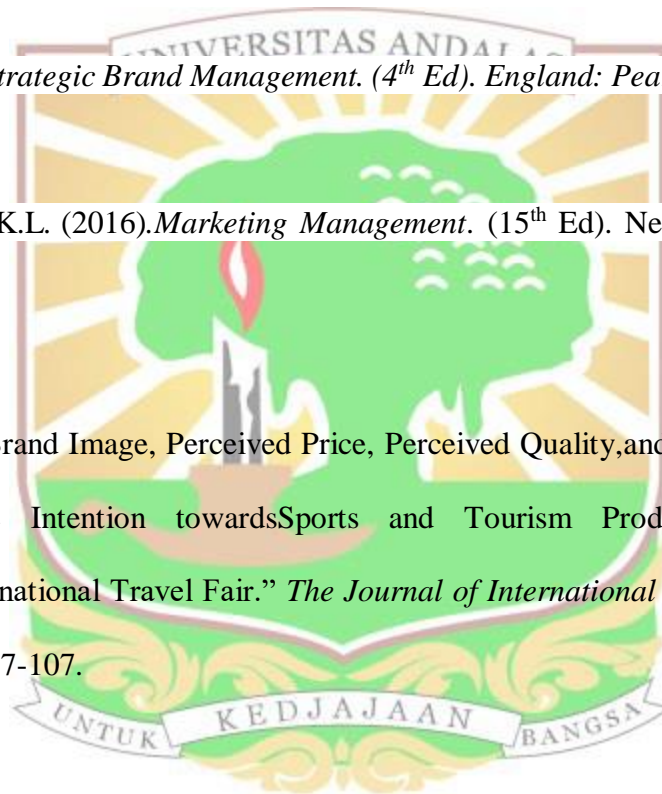 UNIVERSITAS ANDALAS
trategic Brand Management. (4th Ed). England: Pea
K.L. (2016).Marketing Management. (15th Ed). Ne
Brand Image, Perceived Price, Perceived Quality,and
Intention towardsSports and Tourism Prod
national Travel Fair.” The Journal of International
7-107.
UNTUK KEDJAJAAN BANGSA